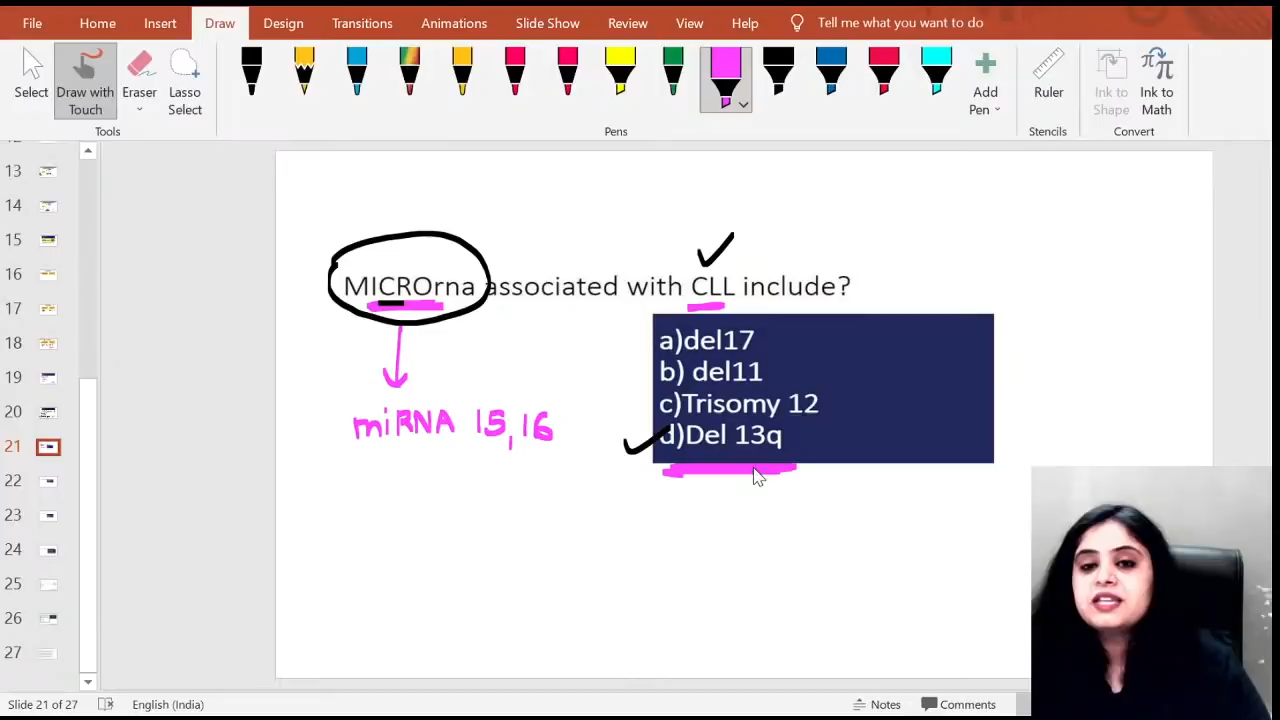 File Home Insert Draw Design Transitions Animations Slide Show Review View Help Tell me what you want to do
Select Draw with Touch Eraser Lasso Select Add Pen Ruler Ink to Shape Ink to Math
Tools Pens Stencils Convert
13
14
15
16
17
18
19
20
21
22
23
24
25
26
27
MICROrna associated with CLL include?
a)del17
b) del11
c)Trisomy 12
d)Del 13q
miRNA 15,16
Slide 21 of 27 English (India) Notes Comments